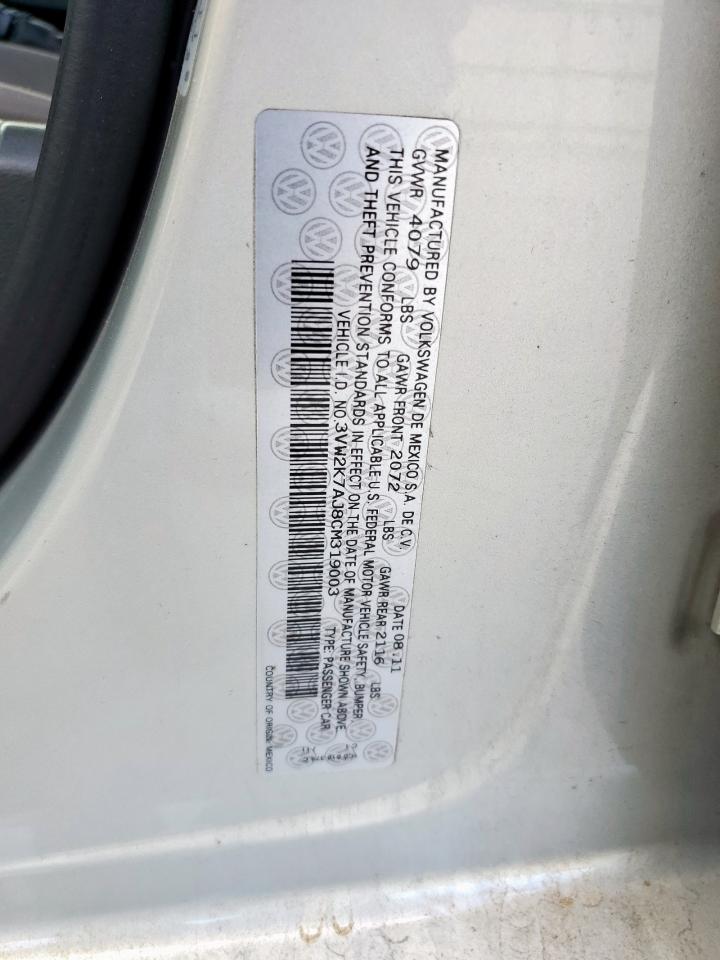 MANUFACTURED BY VOLKSWAGEN DE MEXICO S.A. DE C.V. DATE 08.11
GVWR 4079 LBS GAWR FRONT 2072 LBS GAWR REAR 2116 LBS
THIS VEHICLE CONFORMS TO ALL APPLICABLE U.S. FEDERAL MOTOR VEHICLE SAFETY, BUMPER
AND THEFT PREVENTION STANDARDS IN EFFECT ON THE DATE OF MANUFACTURE SHOWN ABOVE
VEHICLE I.D. NO. 3VW2K7AJ8CM319003 TYPE: PASSENGER CAR
COUNTRY OF ORIGIN: MEXICO